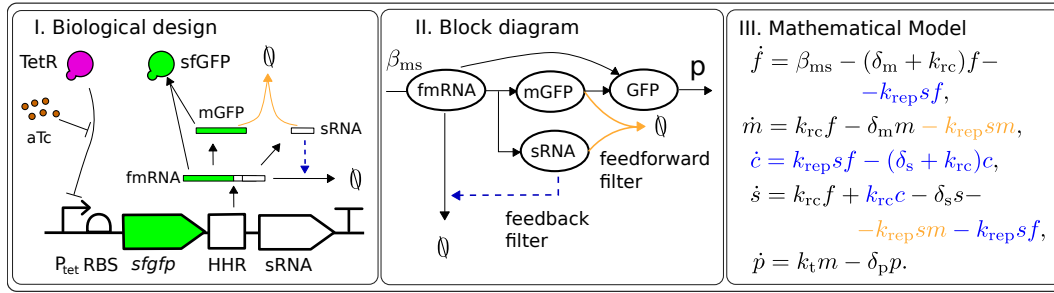 I. Biological design
TetR
sfGFP
∅
mGFP
aTc
sRNA
fmRNA
∅
P_tet RBS sfgfp HHR sRNA
II. Block diagram
β_ms
p
fmRNA
mGFP
GFP
∅
sRNA
feedforward
filter
feedback
filter
∅
III. Mathematical Model
ḟ = β_ms − (δ_m + k_rc)f−
−k_rep sf,
ṁ = k_rc f − δ_m m − k_rep sm,
ċ = k_rep sf − (δ_s + k_rc)c,
ṡ = k_rc f + k_rc c − δ_s s−
−k_rep sm − k_rep sf,
ṗ = k_t m − δ_p p.